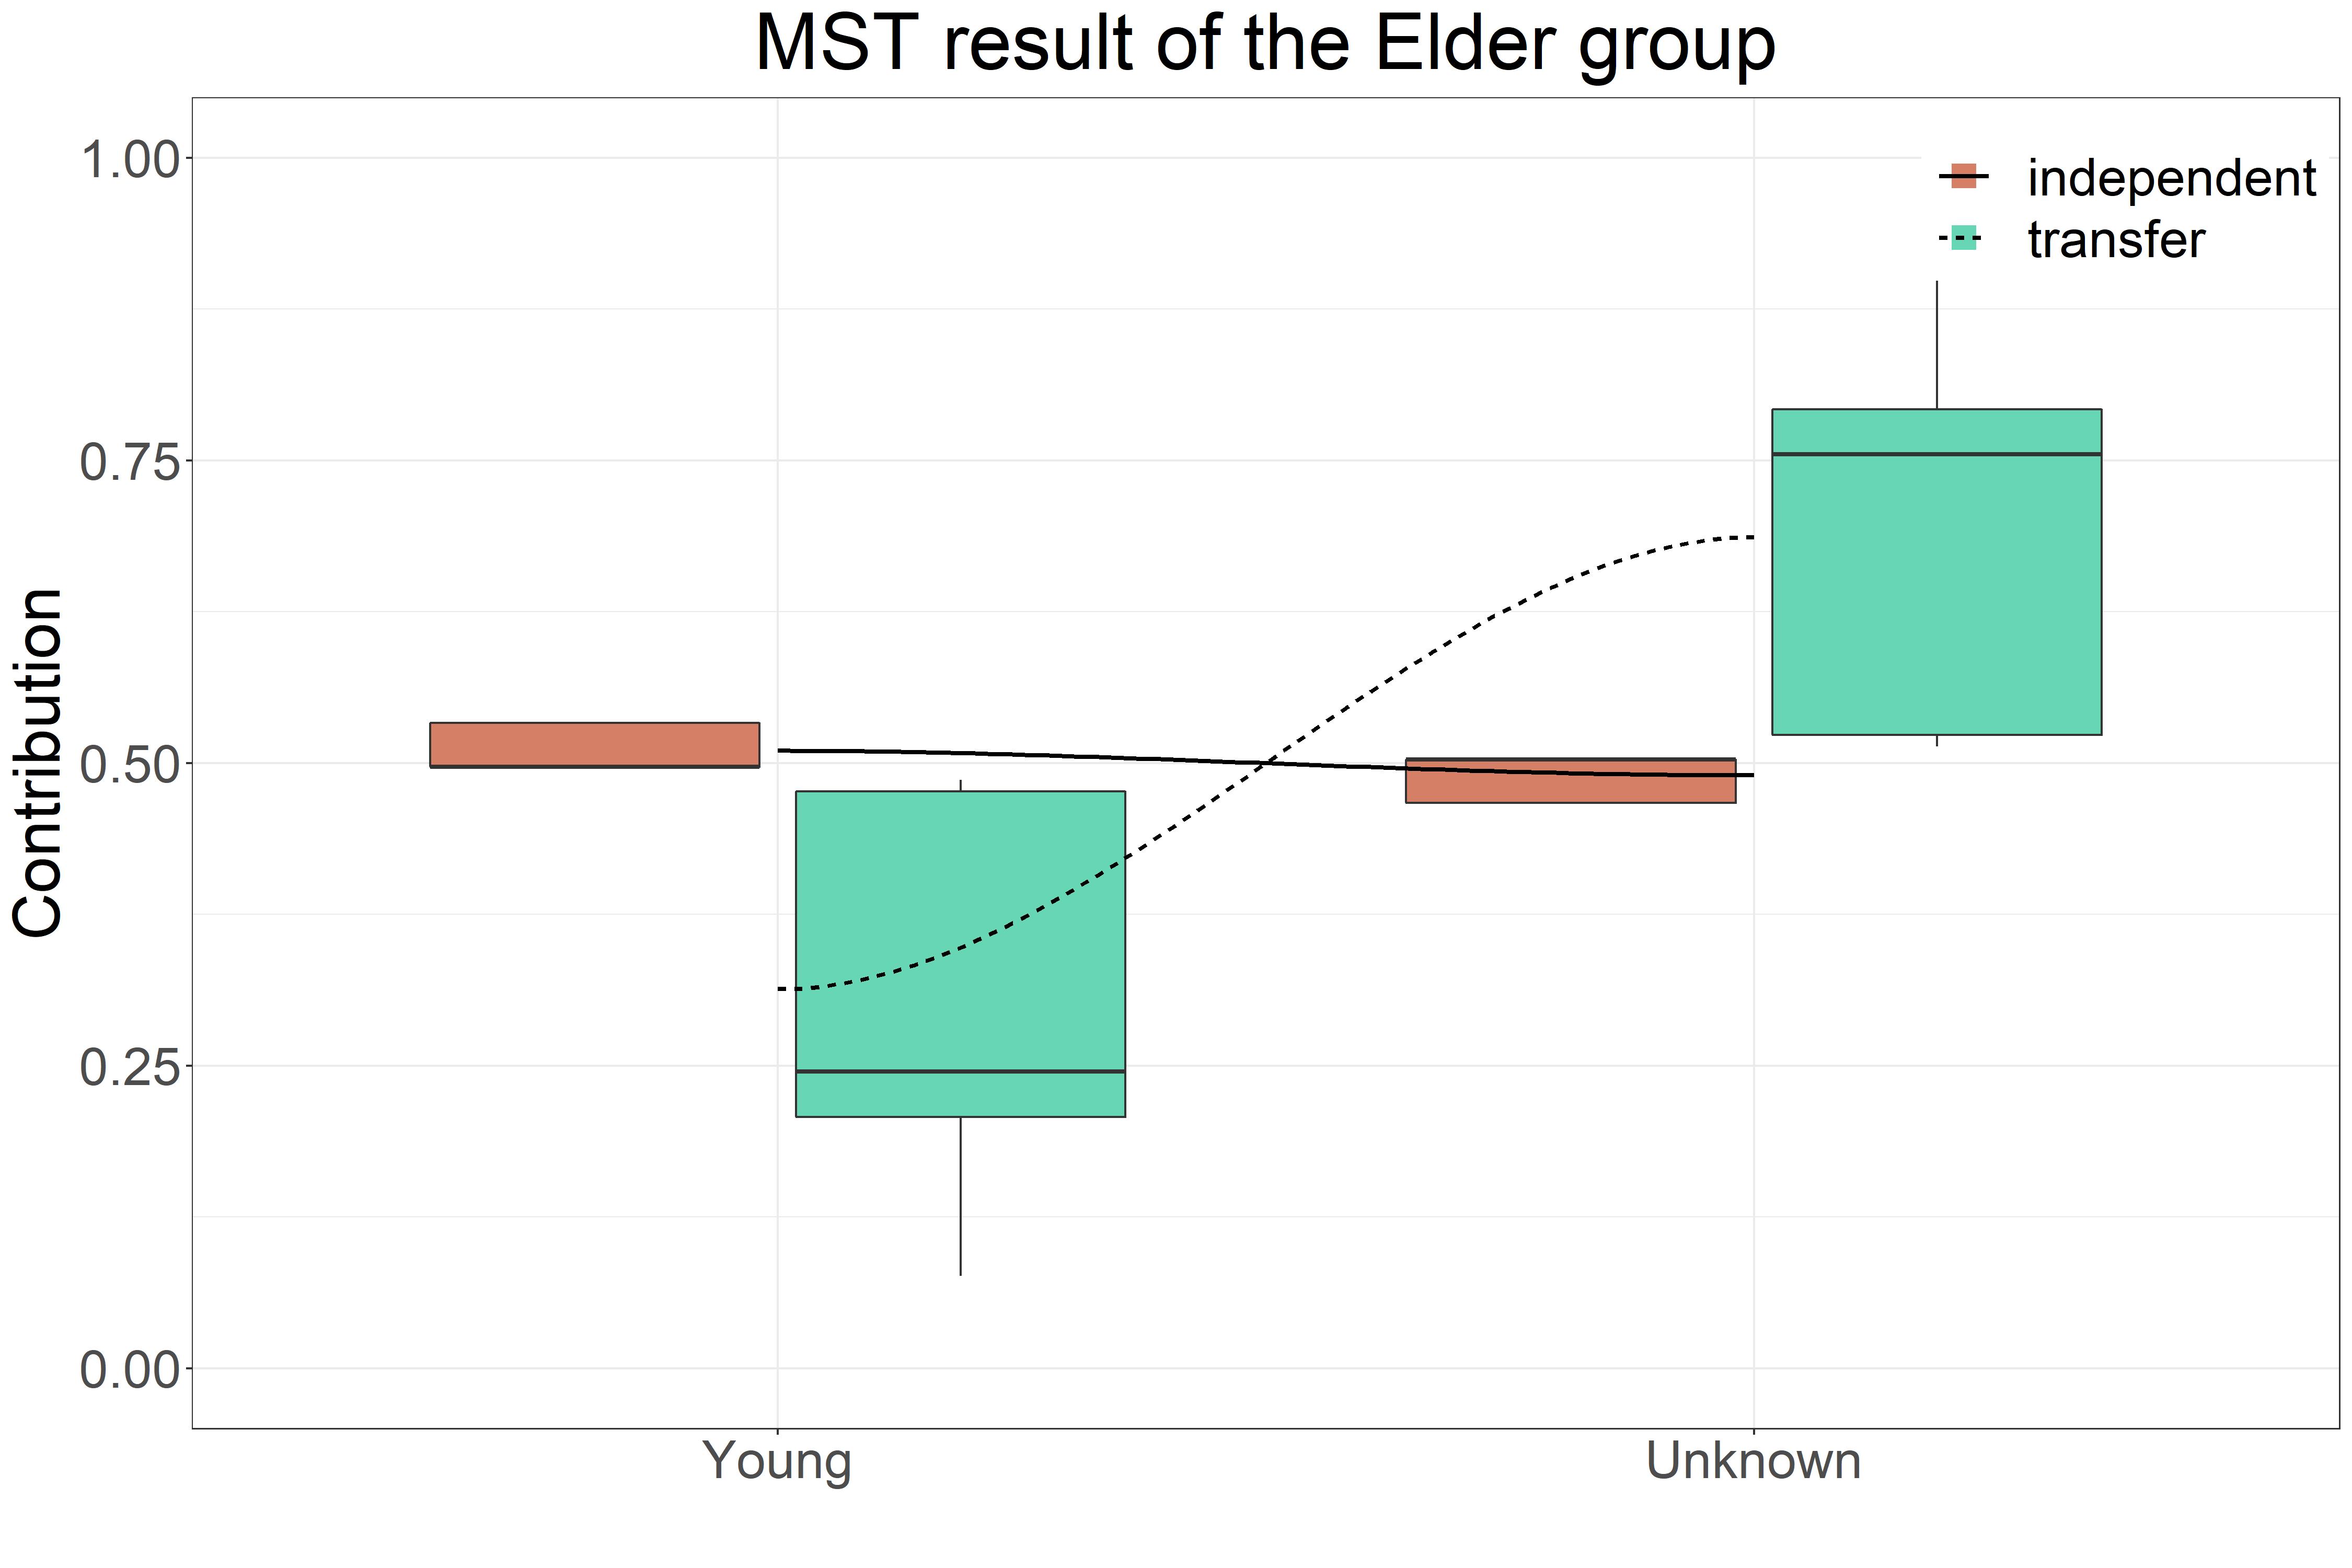 MST result of the Elder group
1.00
0.75
0.50
0.25
0.00
Contribution
independent
transfer
Young
Unknown